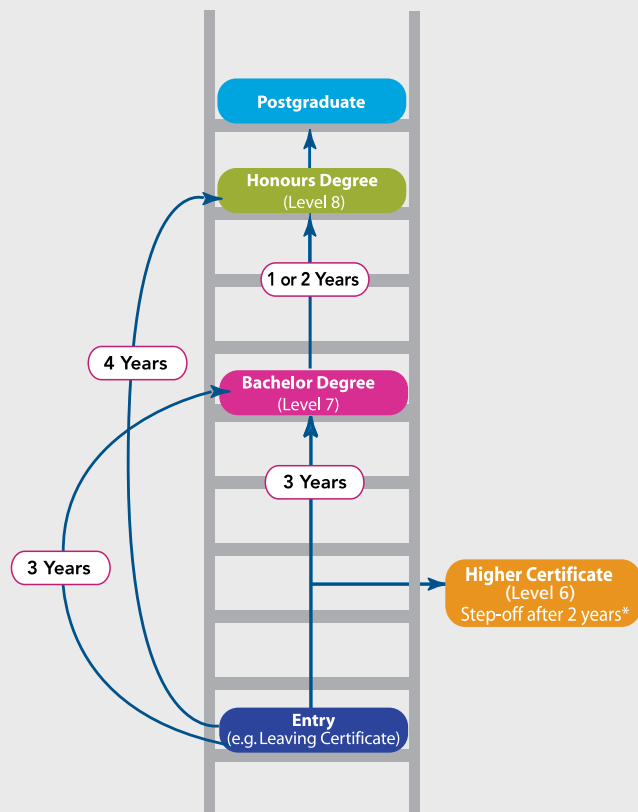 Postgraduate
Honours Degree
(Level 8)
1 or 2 Years
4 Years
Bachelor Degree
(Level 7)
3 Years
3 Years
Higher Certificate
(Level 6)
Step-off after 2 years*
Entry
(e.g. Leaving Certificate)